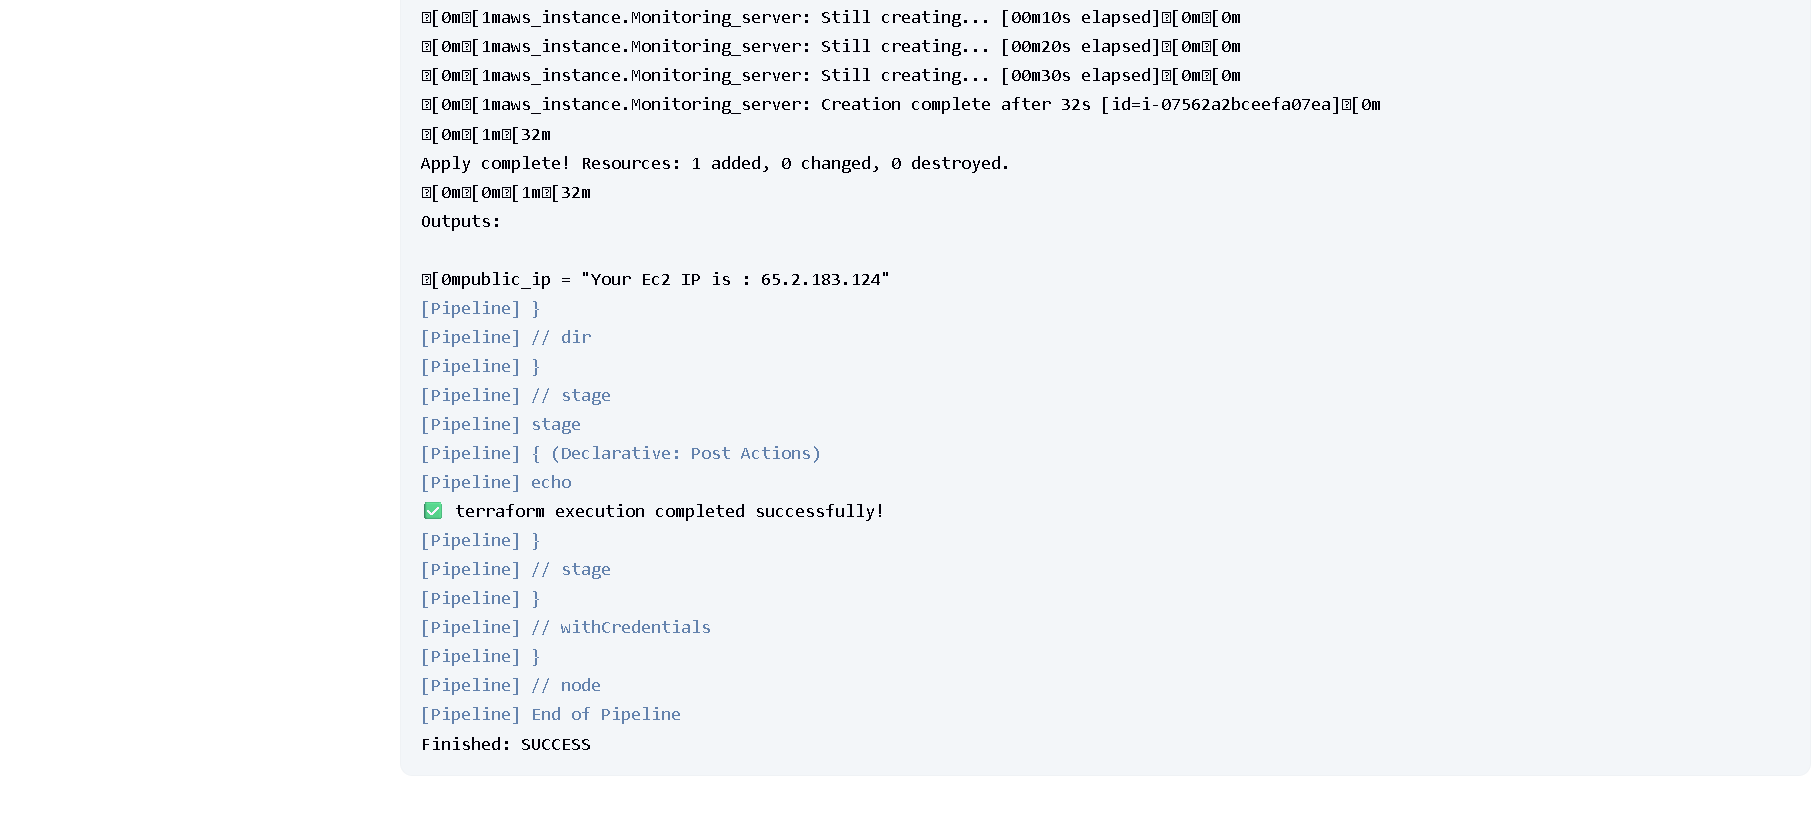 ␛[0m␛[1maws_instance.Monitoring_server: Still creating... [00m10s elapsed]␛[0m␛[0m
␛[0m␛[1maws_instance.Monitoring_server: Still creating... [00m20s elapsed]␛[0m␛[0m
␛[0m␛[1maws_instance.Monitoring_server: Still creating... [00m30s elapsed]␛[0m␛[0m
␛[0m␛[1maws_instance.Monitoring_server: Creation complete after 32s [id=i-07562a2bceefa07ea]␛[0m
␛[0m␛[1m␛[32m
Apply complete! Resources: 1 added, 0 changed, 0 destroyed.
␛[0m␛[0m␛[1m␛[32m
Outputs:
␛[0mpublic_ip = "Your Ec2 IP is : 65.2.183.124"
[Pipeline] }
[Pipeline] // dir
[Pipeline] }
[Pipeline] // stage
[Pipeline] stage
[Pipeline] { (Declarative: Post Actions)
[Pipeline] echo
✅ terraform execution completed successfully!
[Pipeline] }
[Pipeline] // stage
[Pipeline] }
[Pipeline] // withCredentials
[Pipeline] }
[Pipeline] // node
[Pipeline] End of Pipeline
Finished: SUCCESS